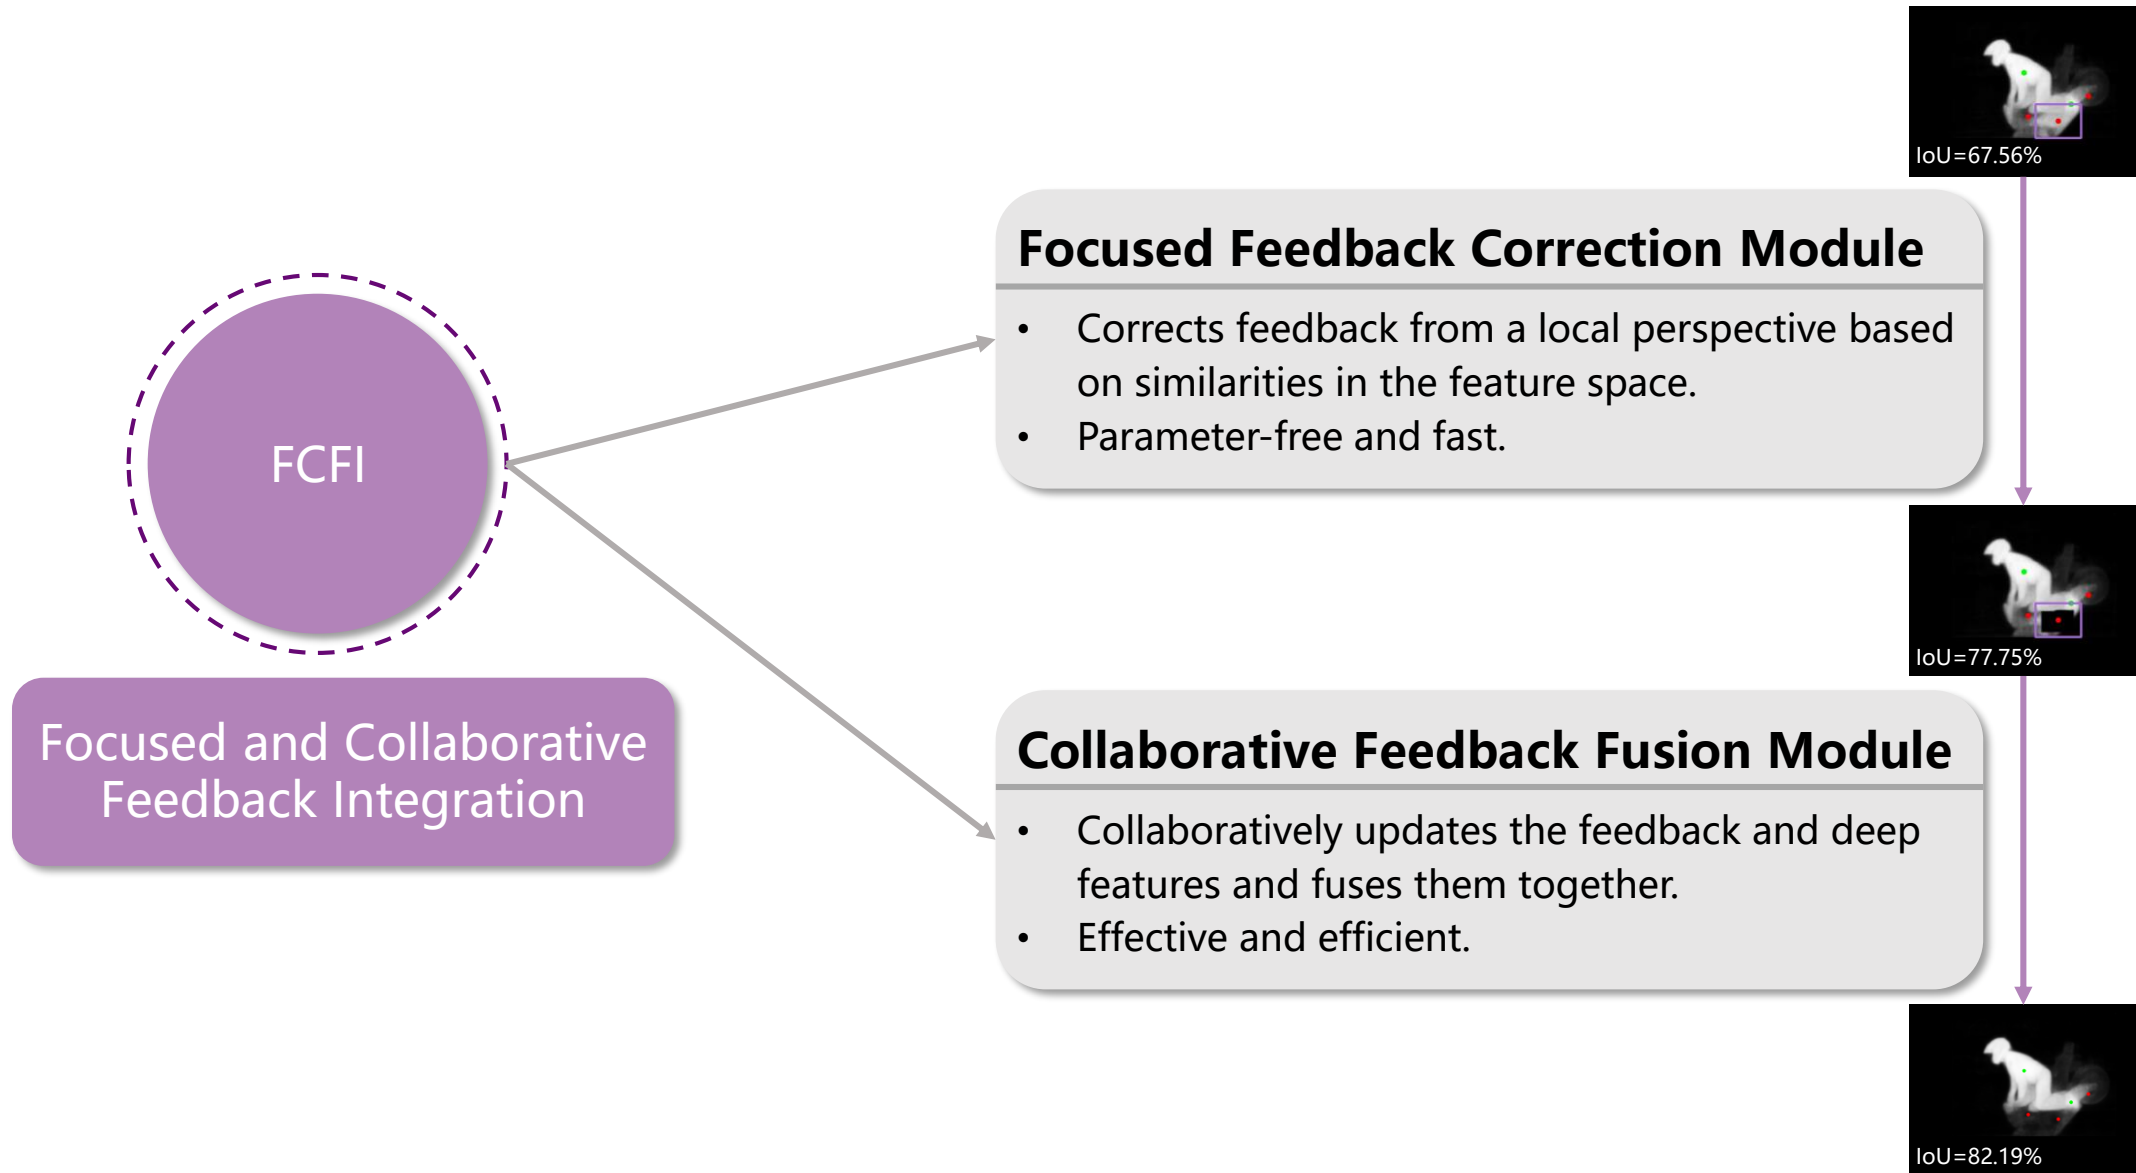 FCFI
Focused and Collaborative
Feedback Integration
IoU=67.56%
Focused Feedback Correction Module
• Corrects feedback from a local perspective based
on similarities in the feature space.
• Parameter-free and fast.
IoU=77.75%
Collaborative Feedback Fusion Module
• Collaboratively updates the feedback and deep
features and fuses them together.
• Effective and efficient.
IoU=82.19%